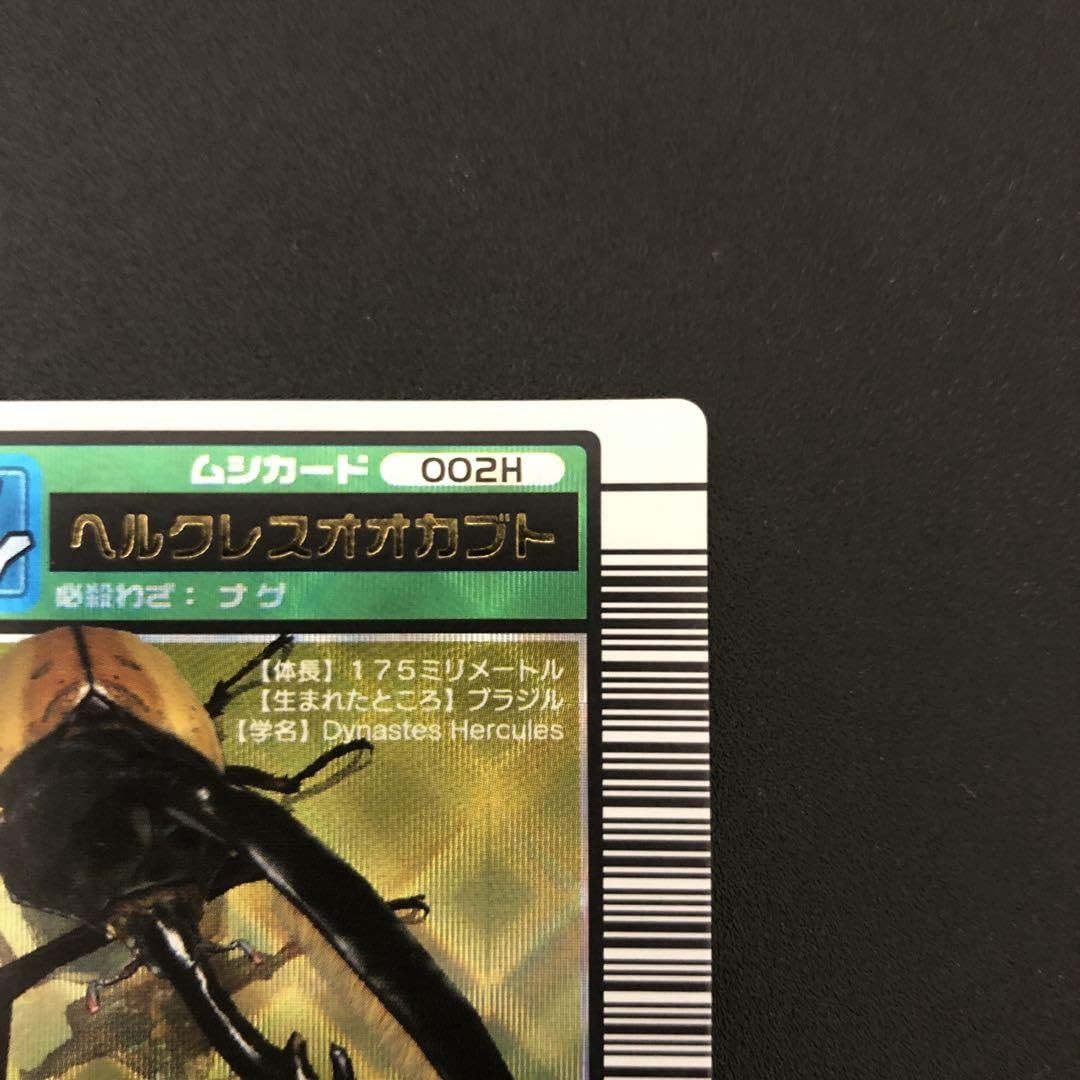 ムシカード 002H
ヘルクレスオオカブト
必殺わざ：ナゲ
【体長】175ミリメートル
【生まれたところ】ブラジル
【学名】Dynastes Hercules